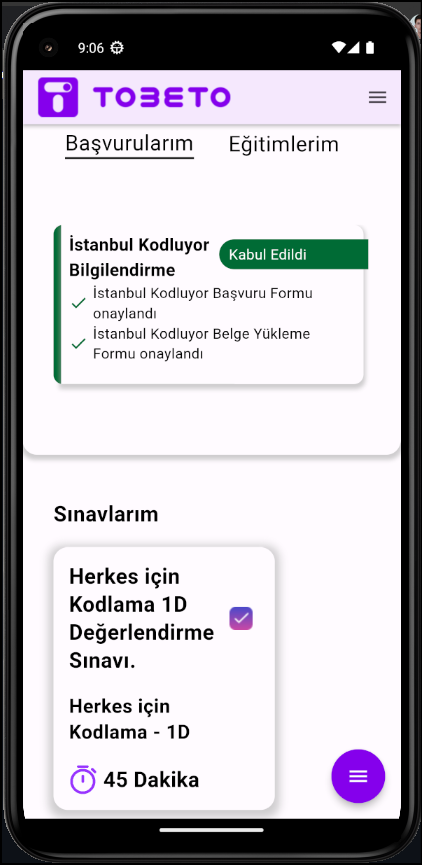 9:06
TOBETO
Başvurularım Eğitimlerim
İstanbul Kodluyor
Bilgilendirme
Kabul Edildi
İstanbul Kodluyor Başvuru Formu
onaylandı
İstanbul Kodluyor Belge Yükleme
Formu onaylandı
Sınavlarım
Herkes için
Kodlama 1D
Değerlendirme
Sınavı.
Herkes için
Kodlama - 1D
45 Dakika